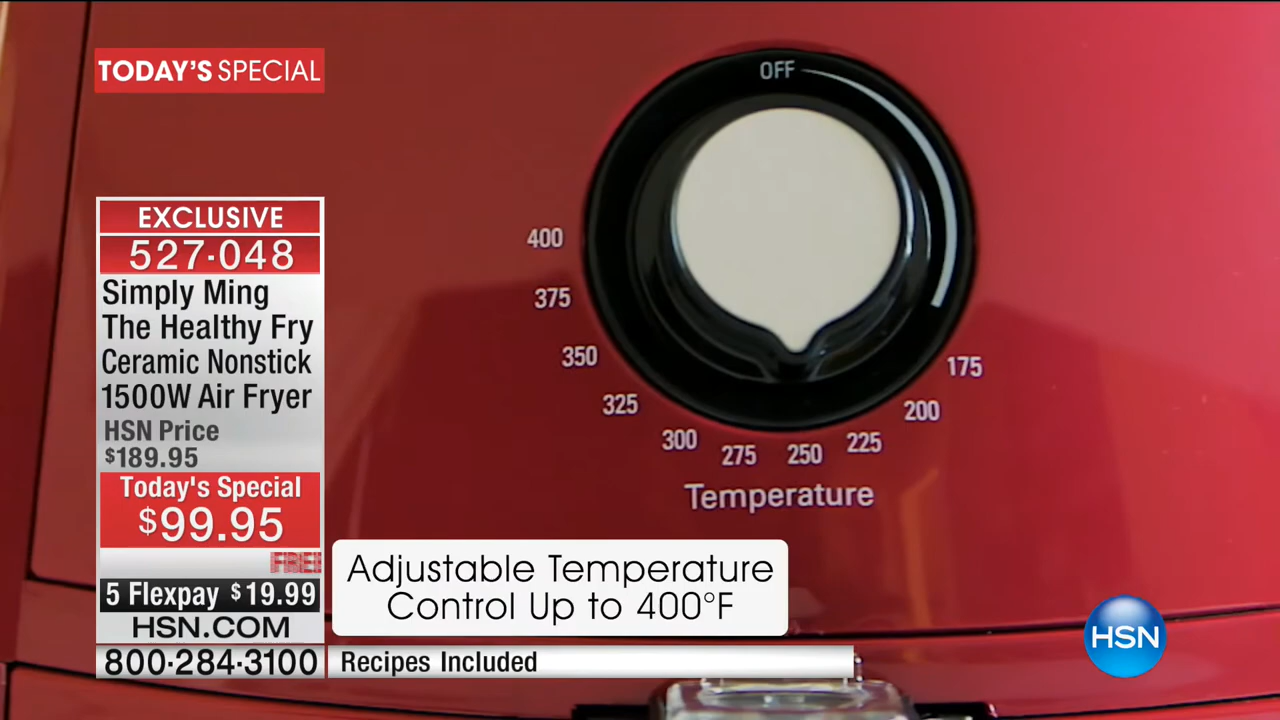 TODAY'S SPECIAL
EXCLUSIVE
527·048
Simply Ming
The Healthy Fry
Ceramic Nonstick
1500W Air Fryer
HSN Price
$189.95
Today's Special
$99.95
FREE
5 Flexpay $19.99
HSN.COM
800·284·3100
OFF
400
375
350
325
300
275
250
225
200
175
Temperature
Adjustable Temperature
Control Up to 400°F
Recipes Included
HSN